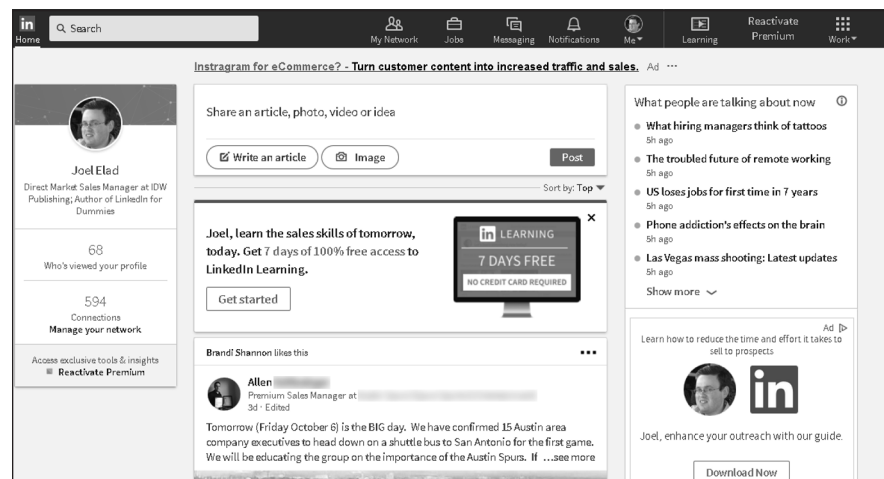 in
Search
Home
My Network
Jobs
Messaging
Notifications
Me
Learning
Reactivate
Premium
Work
Instragram for eCommerce? - Turn customer content into increased traffic and sales. Ad ...
Joel Elad
Direct Market Sales Manager at IDW
Publishing; Author of LinkedIn for
Dummies
68
Who's viewed your profile
594
Connections
Manage your network
Access exclusive tools & insights
Reactivate Premium
Share an article, photo, video or idea
Write an article
Image
Post
Sort by: Top
Joel, learn the sales skills of tomorrow,
today. Get 7 days of 100% free access to
LinkedIn Learning.
Get started
in LEARNING
7 DAYS FREE
NO CREDIT CARD REQUIRED
Brandi Shannon likes this
Allen
Premium Sales Manager at
3d · Edited
Tomorrow (Friday October 6) is the BIG day. We have confirmed 15 Austin area
company executives to head down on a shuttle bus to San Antonio for the first game.
We will be educating the group on the importance of the Austin Spurs. If ...see more
What people are talking about now
What hiring managers think of tattoos
5h ago
The troubled future of remote working
5h ago
US loses jobs for first time in 7 years
5h ago
Phone addiction's effects on the brain
5h ago
Las Vegas mass shooting: Latest updates
5h ago
Show more
Ad
Learn how to reduce the time and effort it takes to
sell to prospects
in
Joel, enhance your outreach with our guide.
Download Now